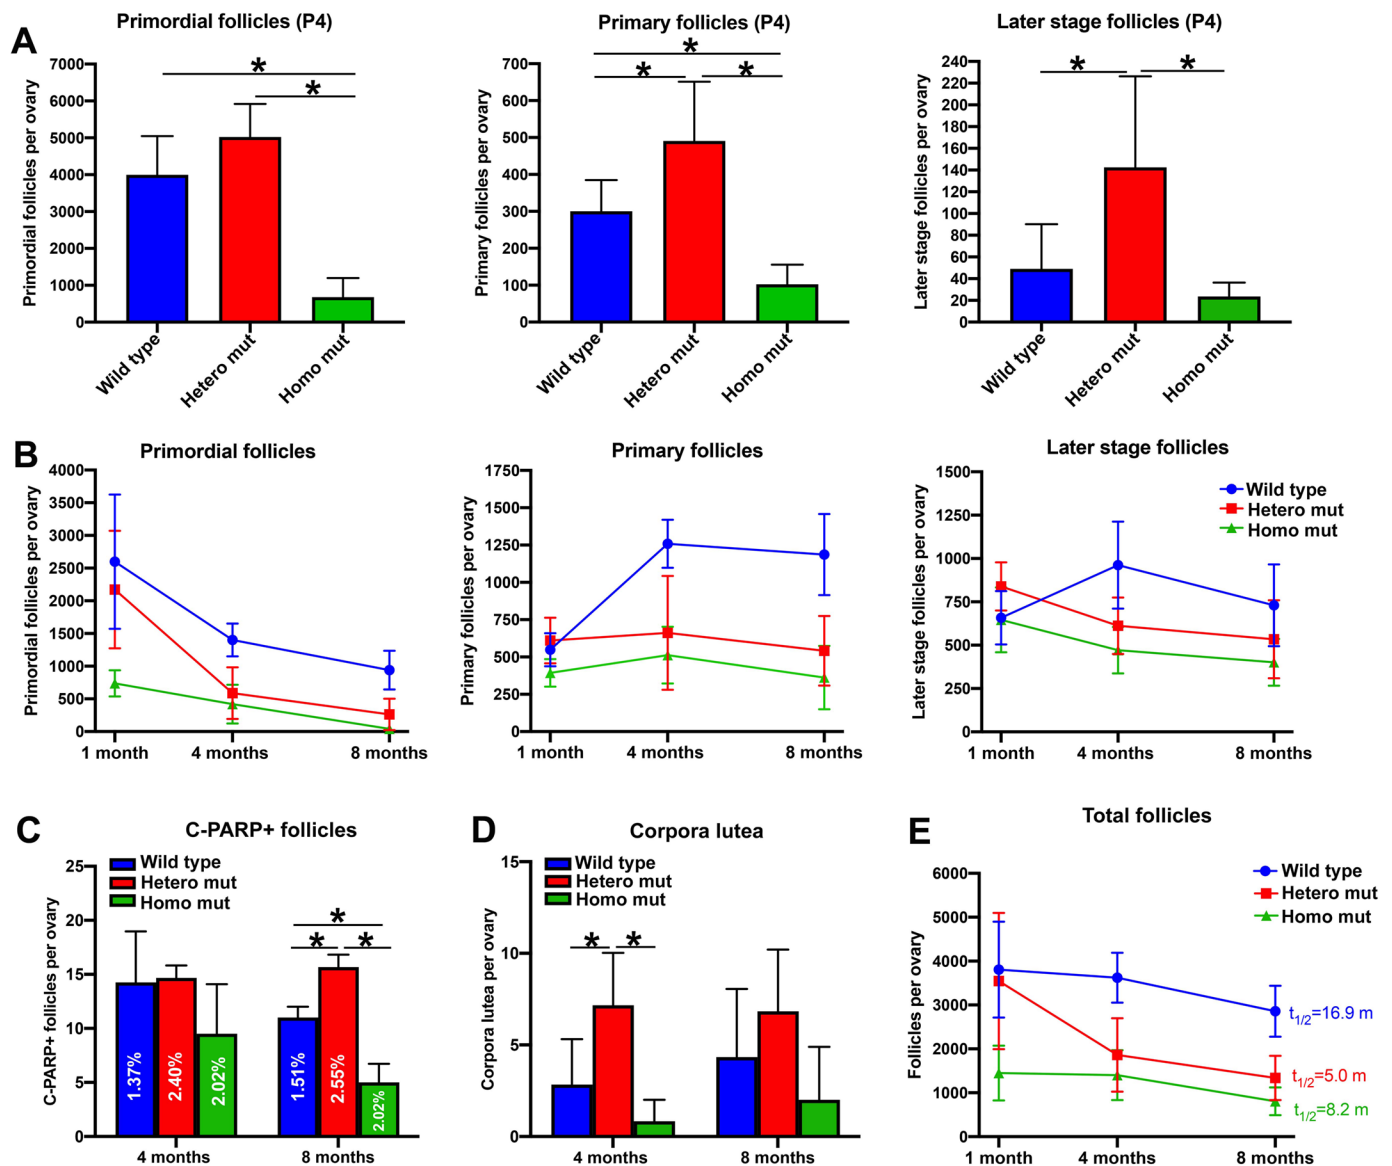 A
Primordial follicles (P4)
Primordial follicles per ovary
7000
6000
5000
4000
3000
2000
1000
0
*
*
Wild type
Hetero mut
Homo mut
Primary follicles (P4)
Primary follicles per ovary
700
600
500
400
300
200
100
0
*
*
*
Wild type
Hetero mut
Homo mut
Later stage follicles (P4)
Later stage follicles per ovary
240
220
200
180
160
140
120
100
80
60
40
20
0
*
*
Wild type
Hetero mut
Homo mut
B
Primordial follicles
Primordial follicles per ovary
4000
3500
3000
2500
2000
1500
1000
500
0
1 month
4 months
8 months
Primary follicles
Primary follicles per ovary
1750
1500
1250
1000
750
500
250
0
1 month
4 months
8 months
Later stage follicles
Later stage follicles per ovary
1500
1250
1000
750
500
250
0
Wild type
Hetero mut
Homo mut
1 month
4 months
8 months
C
C-PARP+ follicles
C-PARP+ follicles per ovary
Wild type
Hetero mut
Homo mut
25
20
15
10
5
0
*
*
*
1.37%
2.40%
2.02%
1.51%
2.55%
2.02%
4 months
8 months
D
Corpora lutea
Corpora lutea per ovary
Wild type
Hetero mut
Homo mut
15
10
5
0
*
*
4 months
8 months
E
Total follicles
Follicles per ovary
6000
5000
4000
3000
2000
1000
0
Wild type
Hetero mut
Homo mut
t1/2=16.9 m
t1/2=5.0 m
t1/2=8.2 m
1 month
4 months
8 months